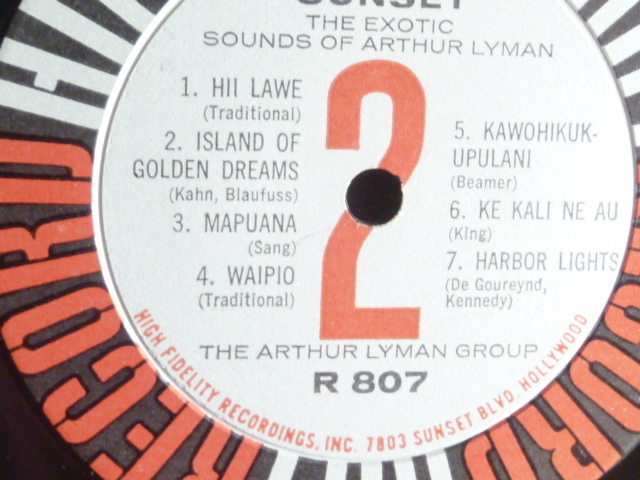 SUNSET
THE EXOTIC
SOUNDS OF ARTHUR LYMAN
1. HII LAWE
(Traditional)
2. ISLAND OF
GOLDEN DREAMS
(Kahn, Blaufuss)
3. MAPUANA
(Sang)
4. WAIPIO
(Traditional)
2
5. KAWOHIKUK-
UPULANI
(Beamer)
6. KE KALI NE AU
(King)
7. HARBOR LIGHTS
(De Goureynd,
Kennedy)
THE ARTHUR LYMAN GROUP
R 807
HIGH FIDELITY RECORDINGS, INC. 7803 SUNSET BLVD. HOLLYWOOD
RECORD